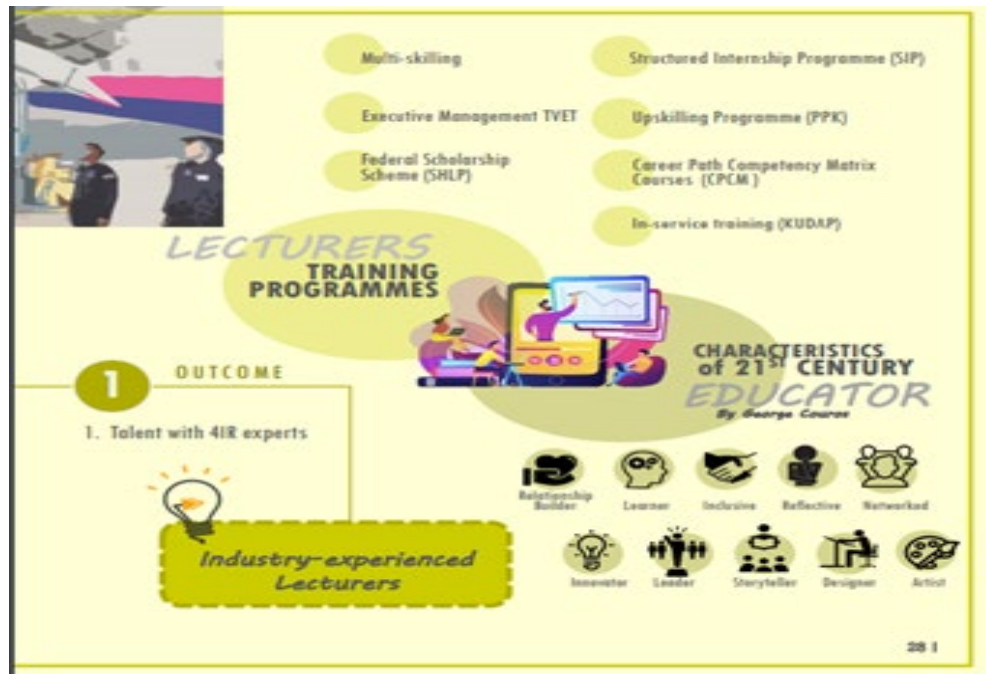 Multi-skilling
Executive Management TVET
Federal Scholarship
Scheme (SHLP)
Structured Internship Programme (SIP)
Upskilling Programme (PPK)
Career Path Competency Matrix
Courses (CPCM )
In-service training (KUDAP)
LECTURERS
TRAINING
PROGRAMMES
CHARACTERISTICS
of 21ST CENTURY
EDUCATOR
By George Couros
1
OUTCOME
1. Talent with 4IR experts
Industry-experienced
Lecturers
Relationship
Builder
Learner
Inclusive
Reflective
Networked
Innovator
Leader
Storyteller
Designer
Artist
28 |